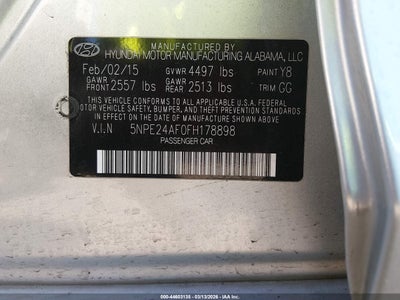 MANUFACTURED BY
HYUNDAI MOTOR MANUFACTURING ALABAMA, LLC
Feb/02/15 GVWR 4497 lbs PAINT Y8
GAWR FRONT 2557 lbs GAWR REAR 2513 lbs TRIM GG
THIS VEHICLE CONFORMS TO ALL APPLICABLE U.S. FEDERAL MOTOR
VEHICLE SAFETY, BUMPER, AND THEFT PREVENTION STANDARDS
IN EFFECT ON THE DATE OF MANUFACTURE SHOWN ABOVE.
V.I.N 5NPE24AF0FH178898
PASSENGER CAR
000-44603135 - 03/13/2026 -